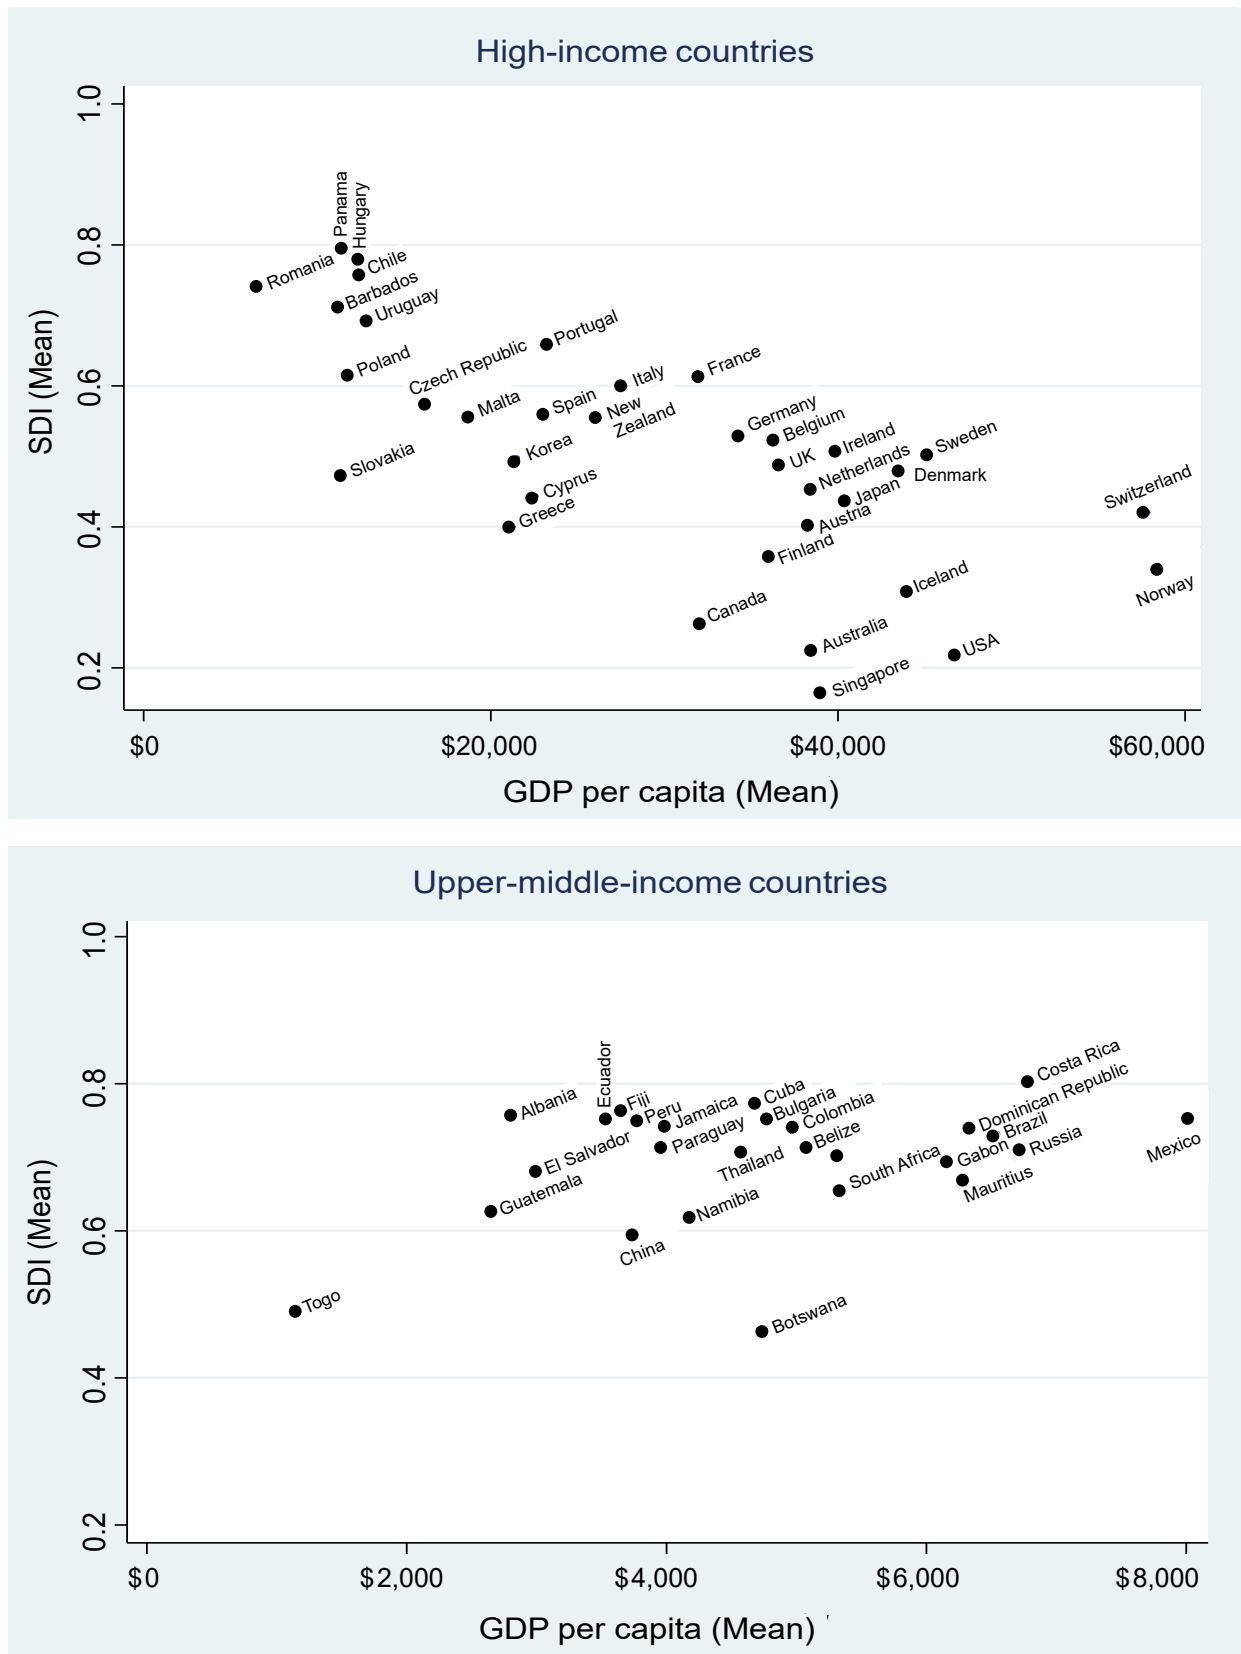 High-income countries
1.0
0.8
0.6
0.4
0.2
SDI (Mean)
Panama
Hungary
Romania
Chile
Barbados
Uruguay
Portugal
Poland
Czech Republic
France
Italy
Malta
Spain
New
Zealand
Germany
Belgium
Korea
Slovakia
UK
Ireland
Sweden
Netherlands
Denmark
Cyprus
Japan
Switzerland
Greece
Austria
Finland
Iceland
Norway
Canada
Australia
USA
Singapore
$0
$20,000
$40,000
$60,000
GDP per capita (Mean)
Upper-middle-income countries
1.0
0.8
0.6
0.4
0.2
SDI (Mean)
Costa Rica
Albania
Ecuador
Fiji
Peru
Jamaica
Cuba
Bulgaria
Colombia
Dominican Republic
Brazil
Mexico
El Salvador
Paraguay
Thailand
Belize
South Africa
Gabon
Russia
Mauritius
Guatemala
Namibia
China
Togo
Botswana
$0
$2,000
$4,000
$6,000
$8,000
GDP per capita (Mean)